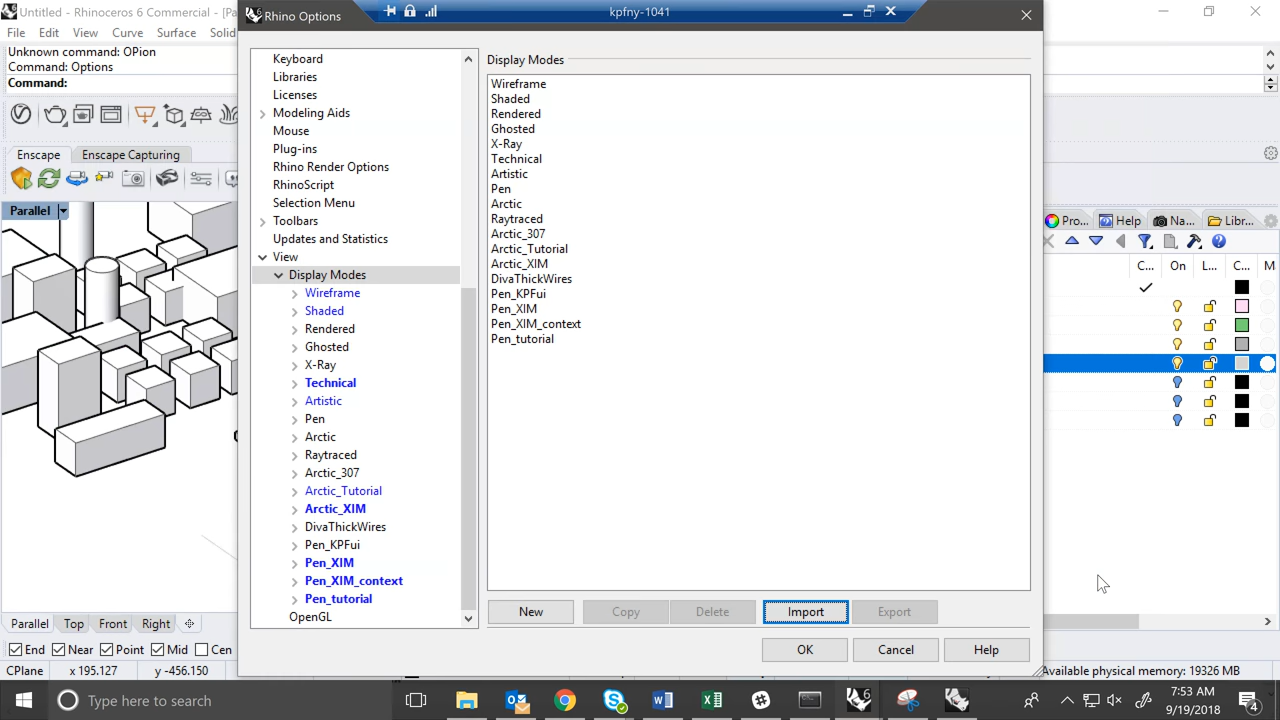 Untitled - Rhinoceros 6 Commercial - [Pa
Rhino Options
kpfny-1041
File Edit View Curve Surface Solid
Unknown command: OPion
Command: Options
Command:
Enscape Enscape Capturing
Parallel
Keyboard
Libraries
Licenses
Modeling Aids
Mouse
Plug-ins
Rhino Render Options
RhinoScript
Selection Menu
Toolbars
Updates and Statistics
View
Display Modes
Wireframe
Shaded
Rendered
Ghosted
X-Ray
Technical
Artistic
Pen
Arctic
Raytraced
Arctic_307
Arctic_Tutorial
Arctic_XIM
DivaThickWires
Pen_KPFui
Pen_XIM
Pen_XIM_context
Pen_tutorial
OpenGL
Display Modes
Wireframe
Shaded
Rendered
Ghosted
X-Ray
Technical
Artistic
Pen
Arctic
Raytraced
Arctic_307
Arctic_Tutorial
Arctic_XIM
DivaThickWires
Pen_KPFui
Pen_XIM
Pen_XIM_context
Pen_tutorial
New Copy Delete Import Export
OK Cancel Help
Pro... Help Na... Libr...
C... On L... C... M
Parallel Top Front Right
End Near Point Mid Cen
CPlane x 195.127 y -456.150
Available physical memory: 19326 MB
Type here to search
7:53 AM
9/19/2018
4